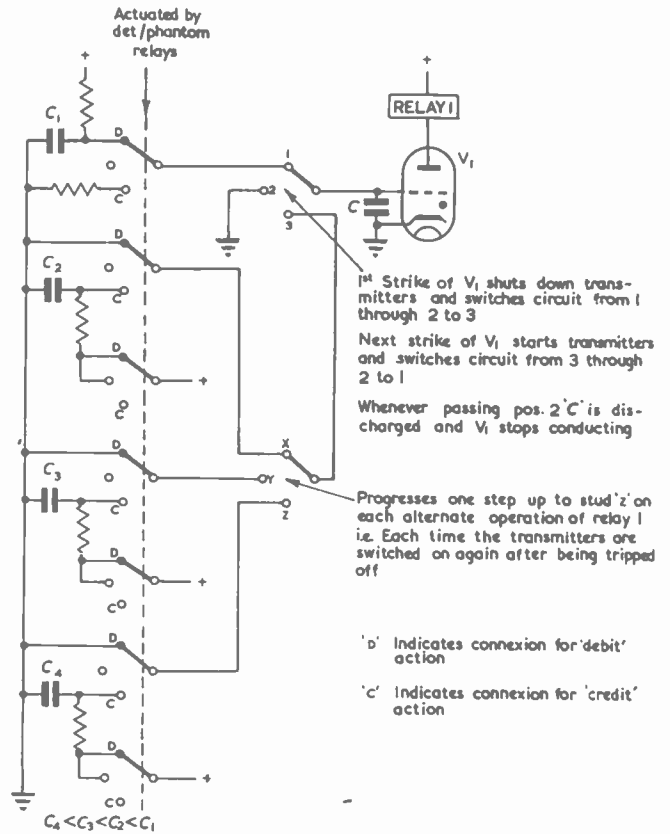 Actuated by
det/phantom
relays
+
+
RELAY I
V1
C1
D
C
1
2
3
C
D
C2
C
D
+
C
1st Strike of V1 shuts down trans-
mitters and switches circuit from 1
through 2 to 3
Next strike of V1 starts transmitters
and switches circuit from 3 through
2 to 1
Whenever passing pos. 2 'C' is dis-
charged and V1 stops conducting
D
C3
C
D
+
C
X
Y
Z
Progresses one step up to stud 'z' on
each alternate operation of relay 1
i.e. Each time the transmitters are
switched on again after being tripped
off
D
C4
C
D
+
C
'D' Indicates connexion for 'debit'
action
'C' Indicates connexion for 'credit'
action
C4<C3<C2<C1